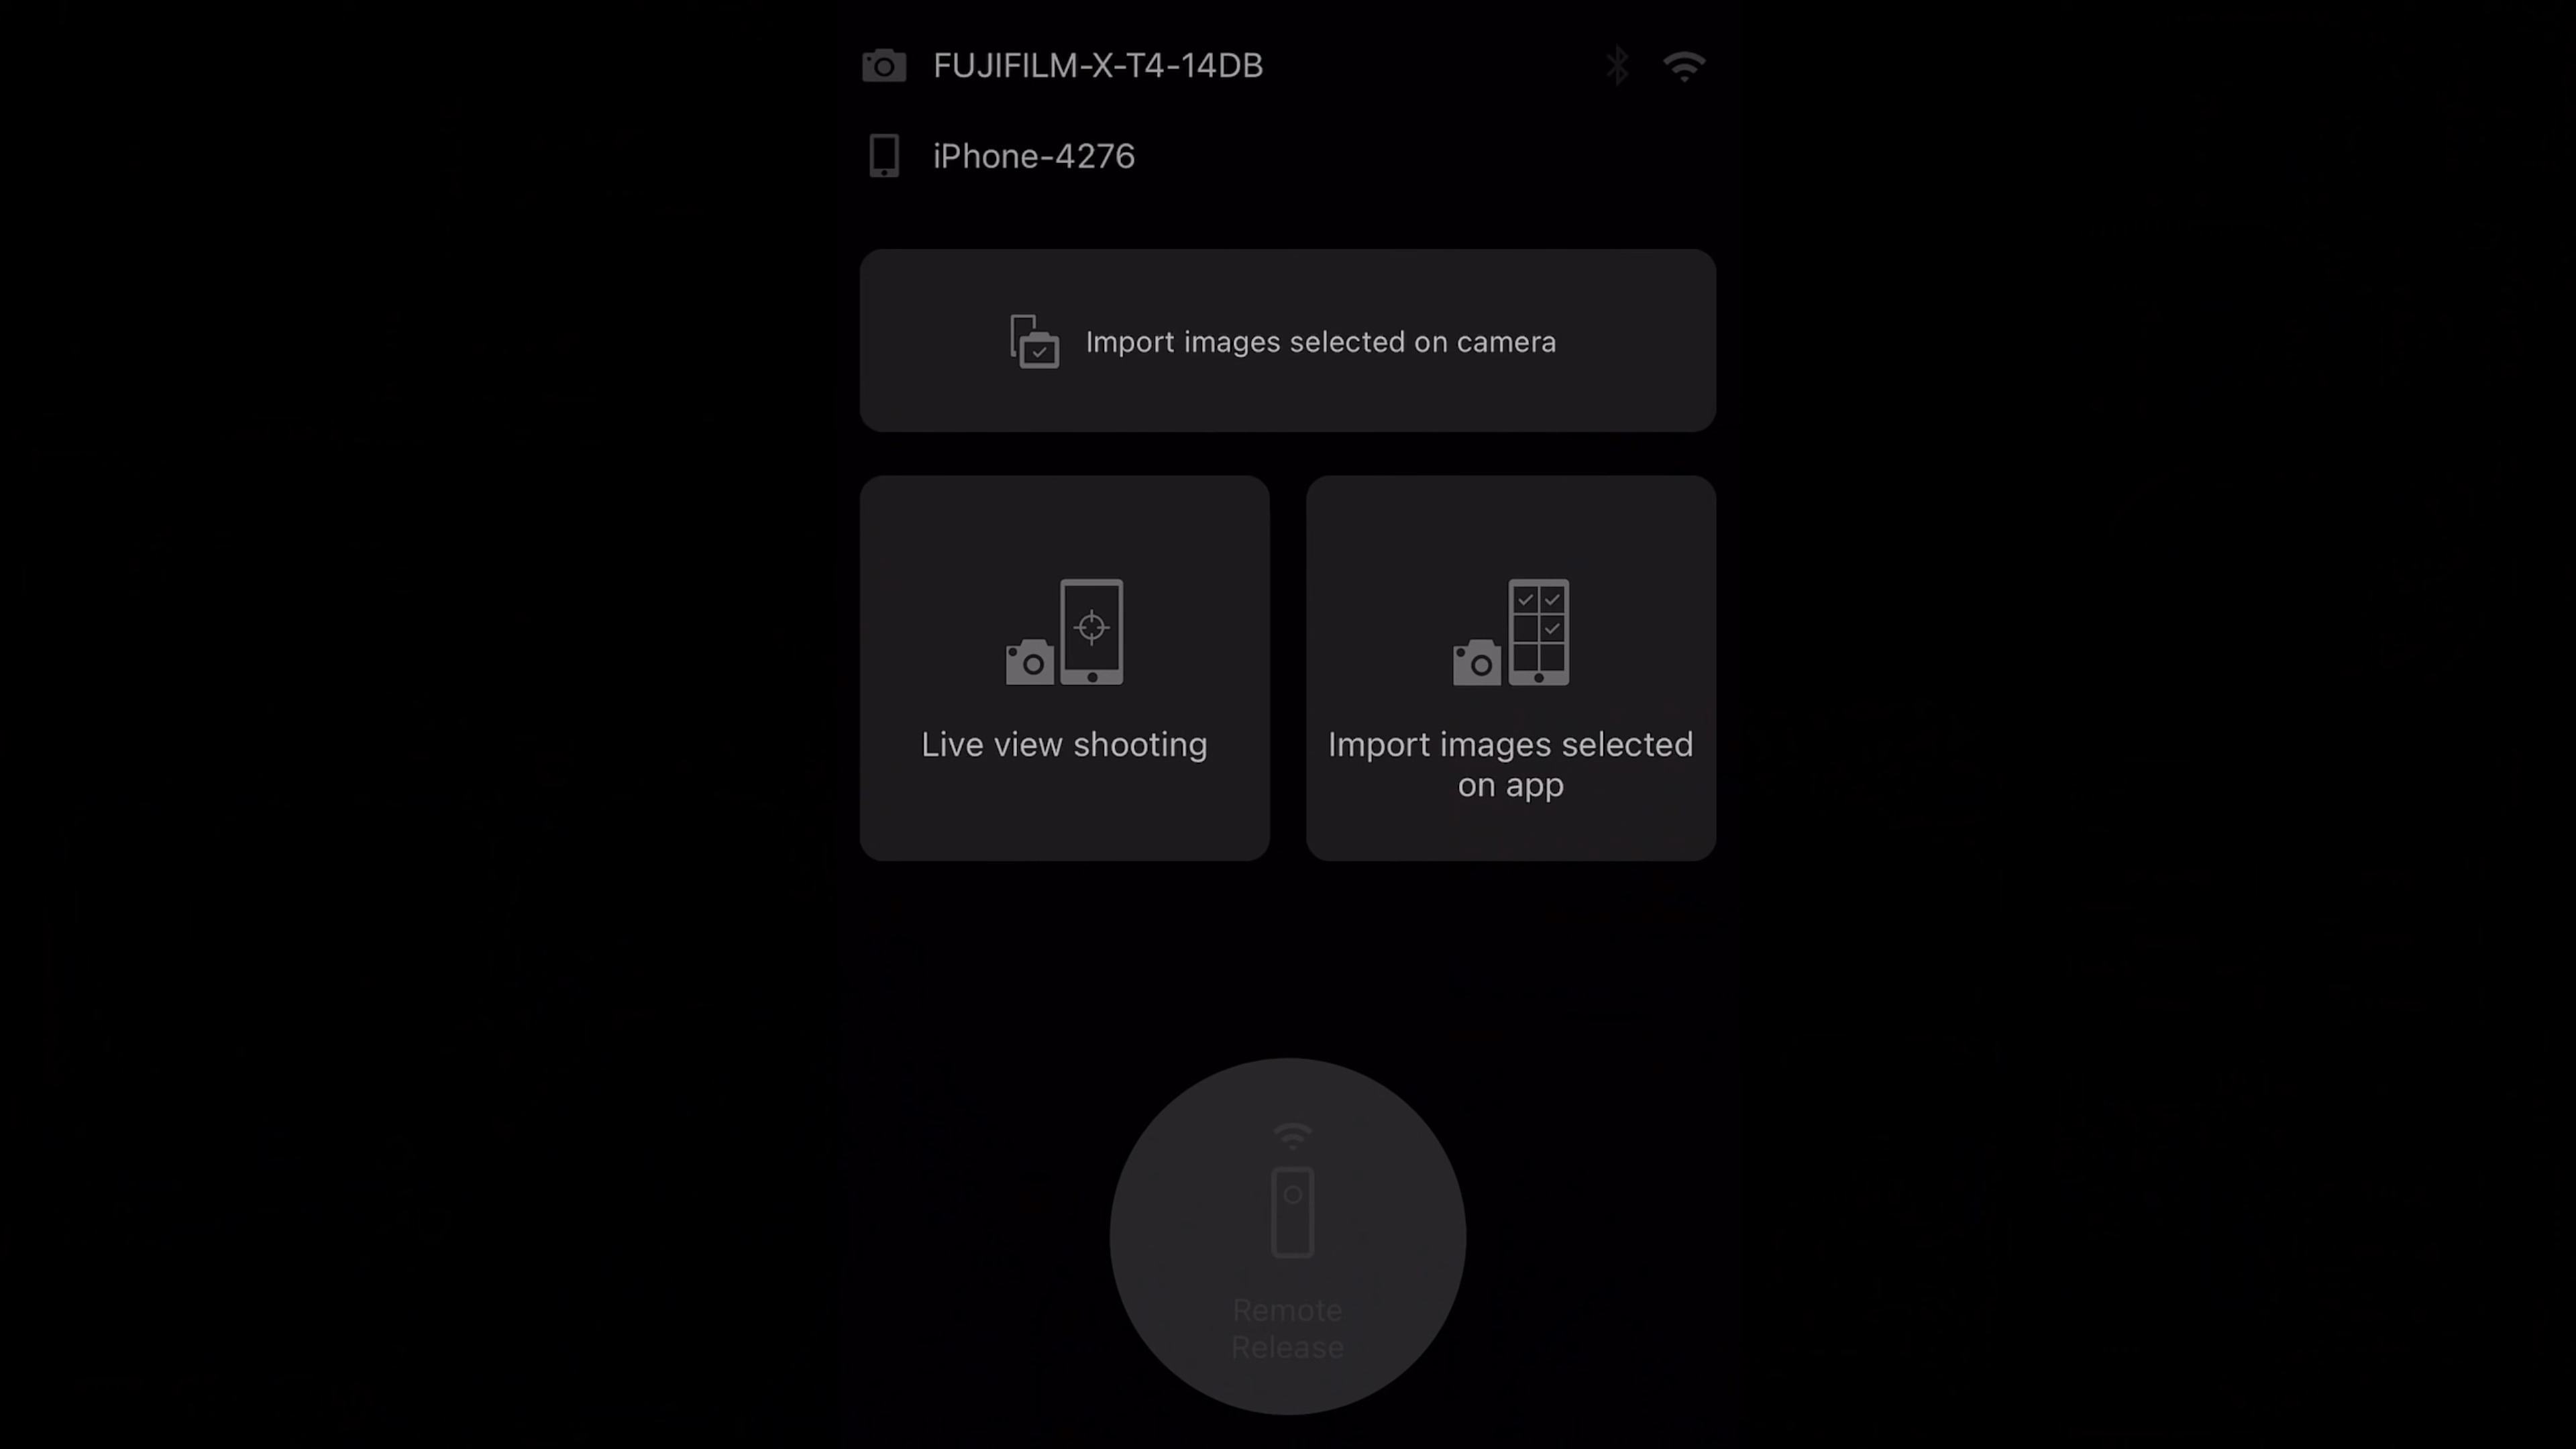 FUJIFILM-X-T4-14DB
iPhone-4276
Import images selected on camera
Live view shooting
Import images selected
on app
Remote
Release